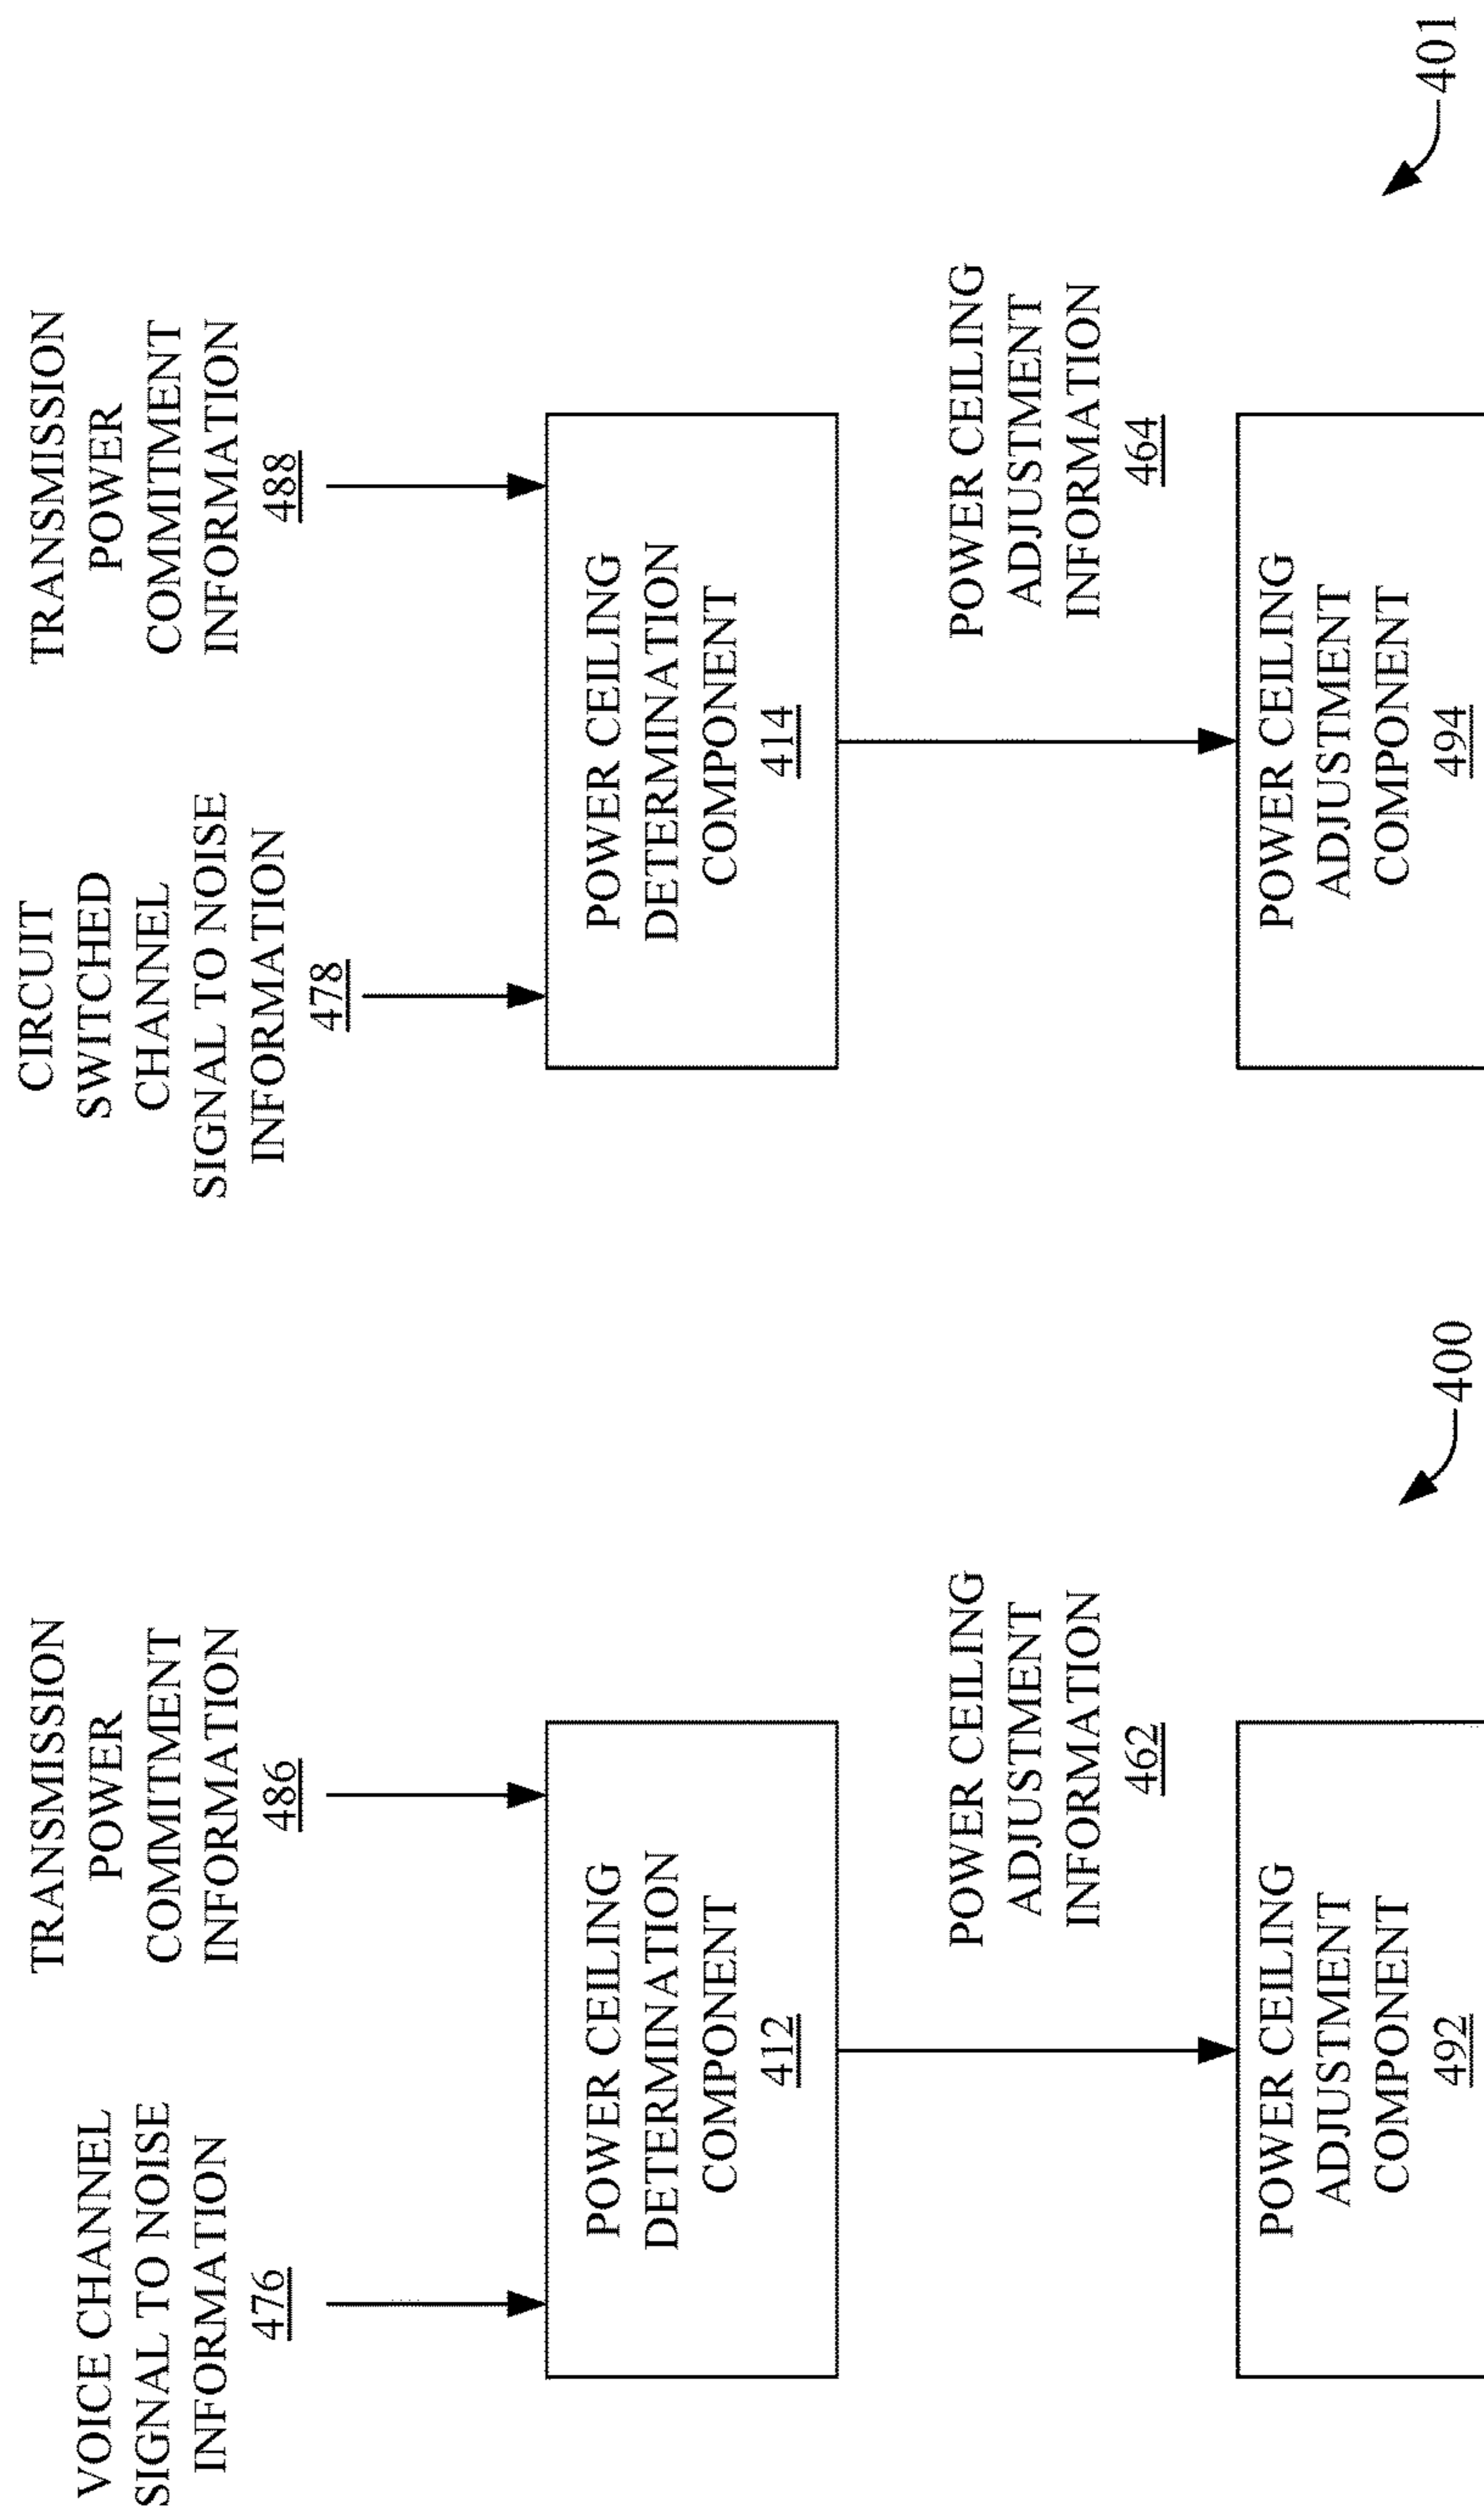 VOICE CHANNEL
SIGNAL TO NOISE
INFORMATION
476
TRANSMISSION
POWER
COMMITMENT
INFORMATION
486
POWER CEILING
DETERMINATION
COMPONENT
412
POWER CEILING
ADJUSTMENT
INFORMATION
462
POWER CEILING
ADJUSTMENT
COMPONENT
492
400
CIRCUIT
SWITCHED
CHANNEL
SIGNAL TO NOISE
INFORMATION
478
TRANSMISSION
POWER
COMMITMENT
INFORMATION
488
POWER CEILING
DETERMINATION
COMPONENT
414
POWER CEILING
ADJUSTMENT
INFORMATION
464
POWER CEILING
ADJUSTMENT
COMPONENT
494
401